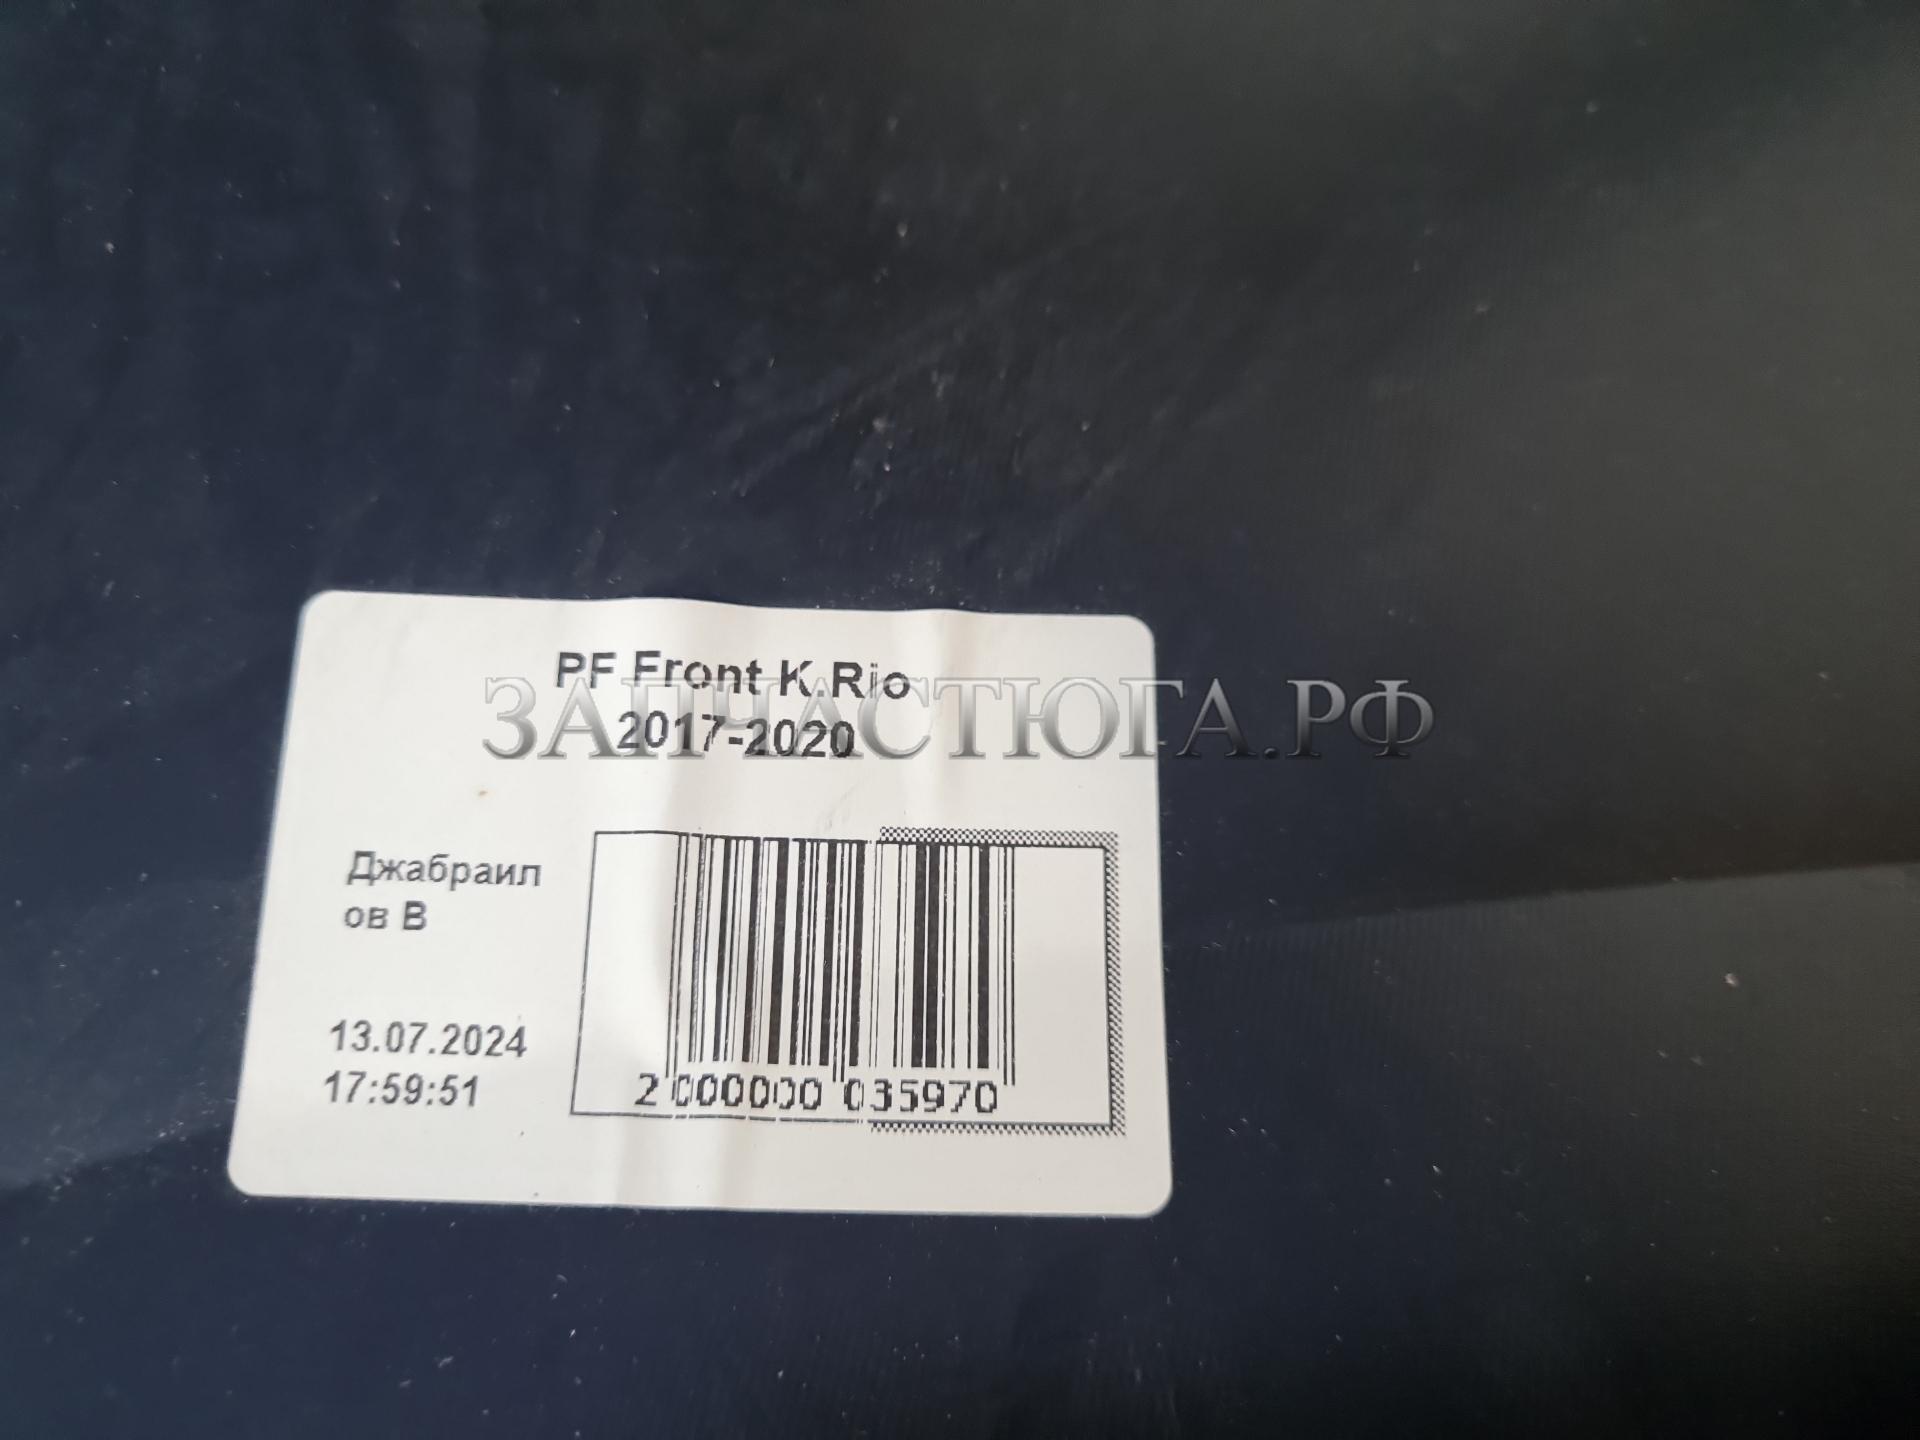 PF Front K.Rio
2017-2020
ЗАПЧАСТЮГА.РФ
Джабраил
ов В
13.07.2024
17:59:51
2 000000 035970